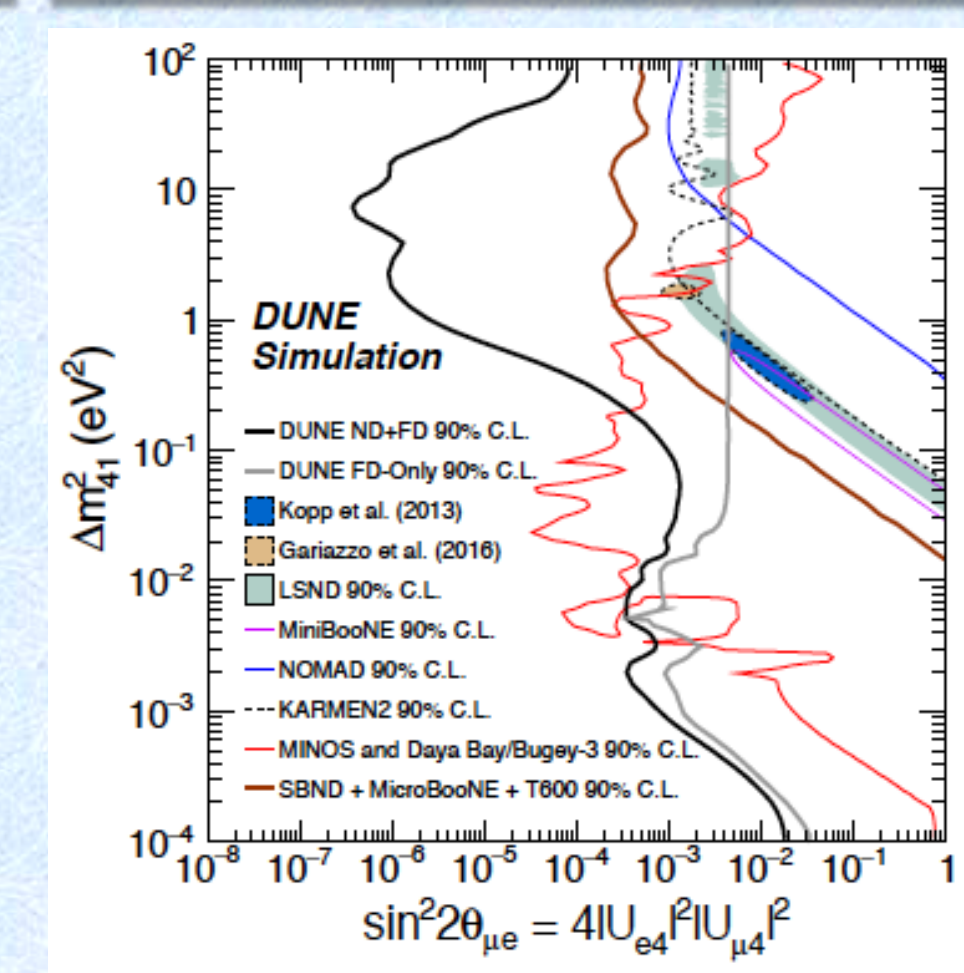 10²
10
1
10⁻¹
10⁻²
10⁻³
10⁻⁴
Δm²₄₁ (eV²)
DUNE
Simulation
DUNE ND+FD 90% C.L.
DUNE FD-Only 90% C.L.
Kopp et al. (2013)
Gariazzo et al. (2016)
LSND 90% C.L.
MiniBooNE 90% C.L.
NOMAD 90% C.L.
KARMEN2 90% C.L.
MINOS and Daya Bay/Bugey-3 90% C.L.
SBND + MicroBooNE + T600 90% C.L.
10⁻⁸ 10⁻⁷ 10⁻⁶ 10⁻⁵ 10⁻⁴ 10⁻³ 10⁻² 10⁻¹ 1
sin²2θ_μe = 4|U_e4|²|U_μ4|²